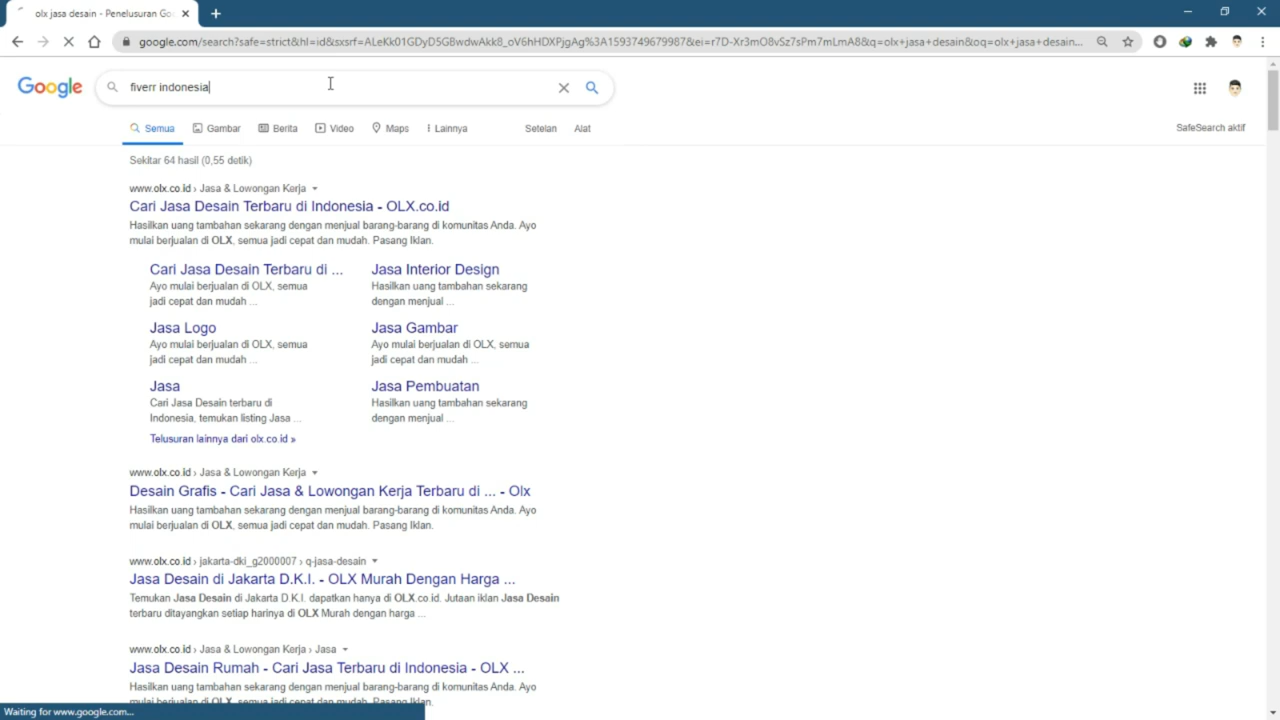 olx jasa desain - Penelusuran Goo
google.com/search?safe=strict&hl=id&sxsrf=ALeKk01GDyD5GBwdwAkk8_oV6hHDXPjgAg%3A1593749679987&ei=r7D-Xr3mO8vSz7sPm7mLmA8&q=olx+jasa+desain&oq=olx+jasa+desain...
Google
fiverr indonesia
Semua Gambar Berita Video Maps Lainnya Setelan Alat
SafeSearch aktif
Sekitar 64 hasil (0,55 detik)
www.olx.co.id › Jasa & Lowongan Kerja
Cari Jasa Desain Terbaru di Indonesia - OLX.co.id
Hasilkan uang tambahan sekarang dengan menjual barang-barang di komunitas Anda. Ayo
mulai berjualan di OLX, semua jadi cepat dan mudah. Pasang Iklan.
Cari Jasa Desain Terbaru di ...
Ayo mulai berjualan di OLX, semua
jadi cepat dan mudah ...
Jasa Interior Design
Hasilkan uang tambahan sekarang
dengan menjual ...
Jasa Logo
Ayo mulai berjualan di OLX, semua
jadi cepat dan mudah ...
Jasa Gambar
Ayo mulai berjualan di OLX, semua
jadi cepat dan mudah ...
Jasa
Cari Jasa Desain terbaru di
Indonesia, temukan listing Jasa ...
Jasa Pembuatan
Hasilkan uang tambahan sekarang
dengan menjual ...
Telusuran lainnya dari olx.co.id »
www.olx.co.id › Jasa & Lowongan Kerja
Desain Grafis - Cari Jasa & Lowongan Kerja Terbaru di ... - Olx
Hasilkan uang tambahan sekarang dengan menjual barang-barang di komunitas Anda. Ayo
mulai berjualan di OLX, semua jadi cepat dan mudah. Pasang Iklan.
www.olx.co.id › jakarta-dki_g2000007 › q-jasa-desain
Jasa Desain di Jakarta D.K.I. - OLX Murah Dengan Harga ...
Temukan Jasa Desain di Jakarta D.K.I. dapatkan hanya di OLX.co.id. Jutaan iklan Jasa Desain
terbaru ditayangkan setiap harinya di OLX Murah dengan harga ...
www.olx.co.id › Jasa & Lowongan Kerja › Jasa
Jasa Desain Rumah - Cari Jasa Terbaru di Indonesia - OLX ...
Hasilkan uang tambahan sekarang dengan menjual barang-barang di komunitas Anda. Ayo
mulai berjualan di OLX, semua jadi cepat dan mudah. Pasang Iklan.
Waiting for www.google.com...